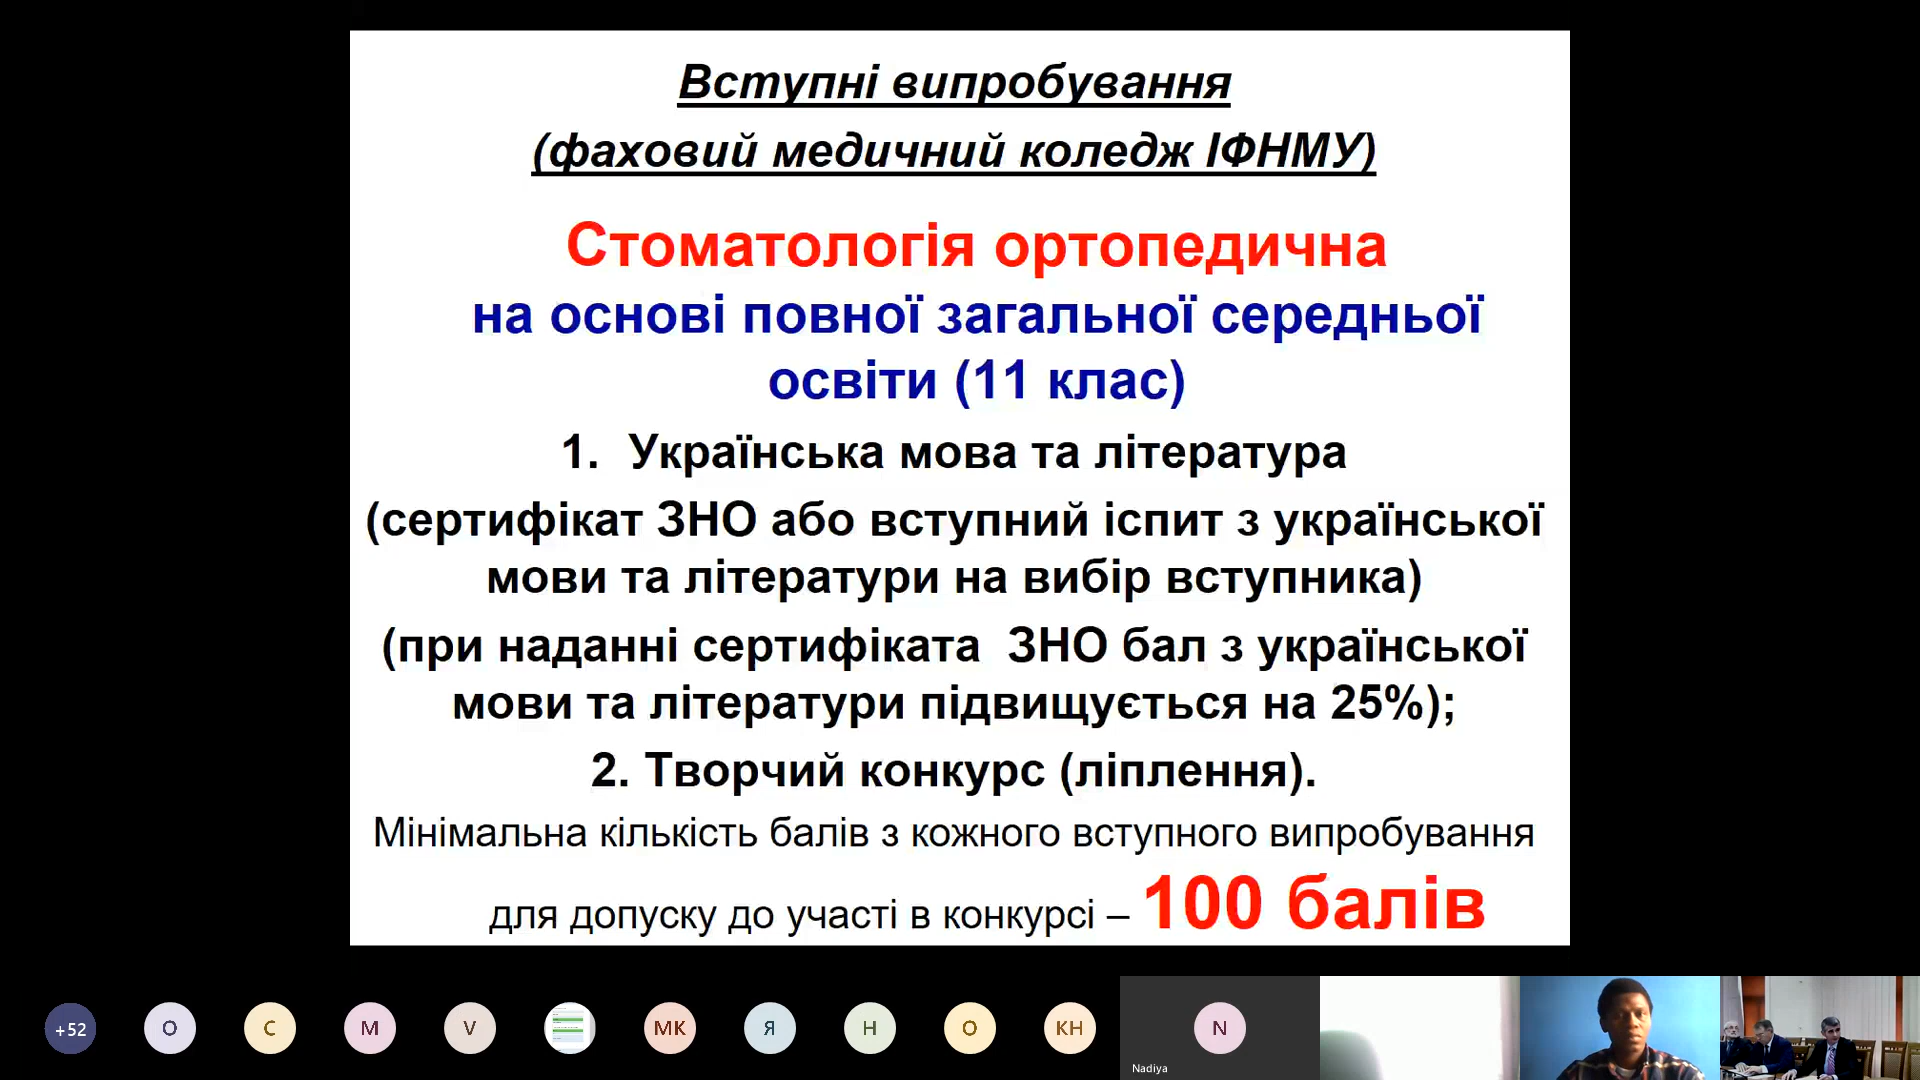 Вступні випробування
(фаховий медичний коледж ІФНМУ)
Стоматологія ортопедична
на основі повної загальної середньої
освіти (11 клас)
1. Українська мова та література
(сертифікат ЗНО або вступний іспит з української
мови та літератури на вибір вступника)
(при наданні сертифіката ЗНО бал з української
мови та літератури підвищується на 25%);
2. Творчий конкурс (ліплення).
Мінімальна кількість балів з кожного вступного випробування
для допуску до участі в конкурсі – 100 балів
+52
О
С
М
V
МК
Я
Н
О
КН
N
Nadiya